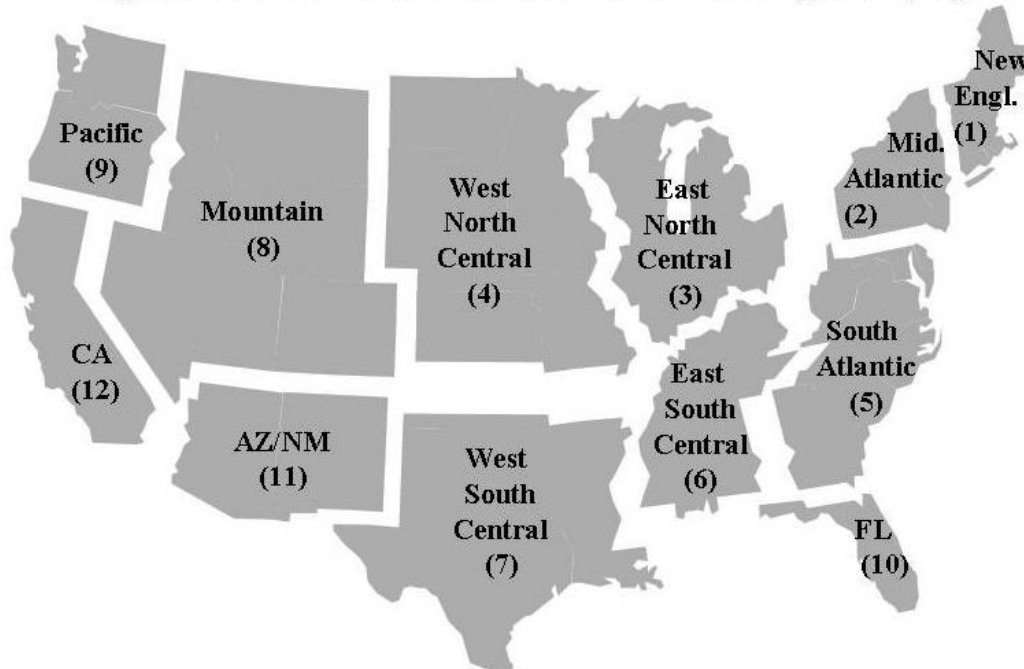 New
Engl.
(1)
Pacific
(9)
Mid.
Atlantic
(2)
West
North
Central
(4)
East
North
Central
(3)
Mountain
(8)
South
Atlantic
(5)
CA
(12)
East
South
Central
(6)
AZ/NM
(11)
West
South
Central
(7)
FL
(10)